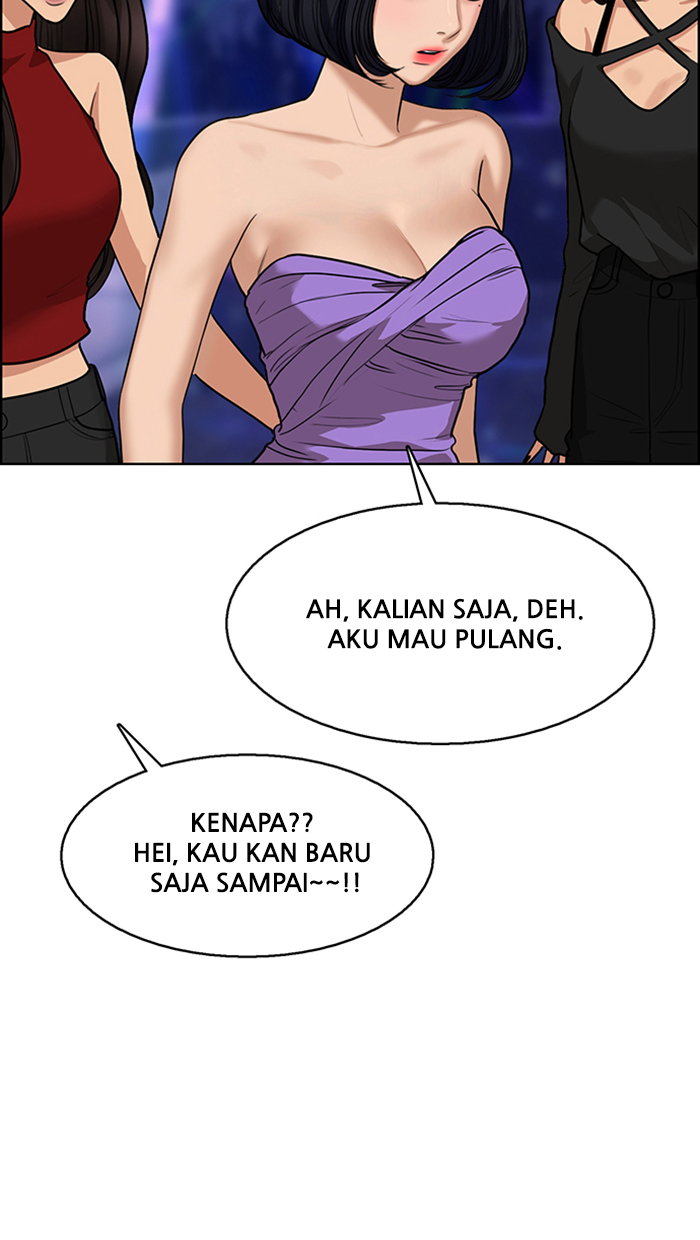 AH, KALIAN SAJA, DEH.
AKU MAU PULANG.
KENAPA??
HEI, KAU KAN BARU
SAJA SAMPAI~~!!